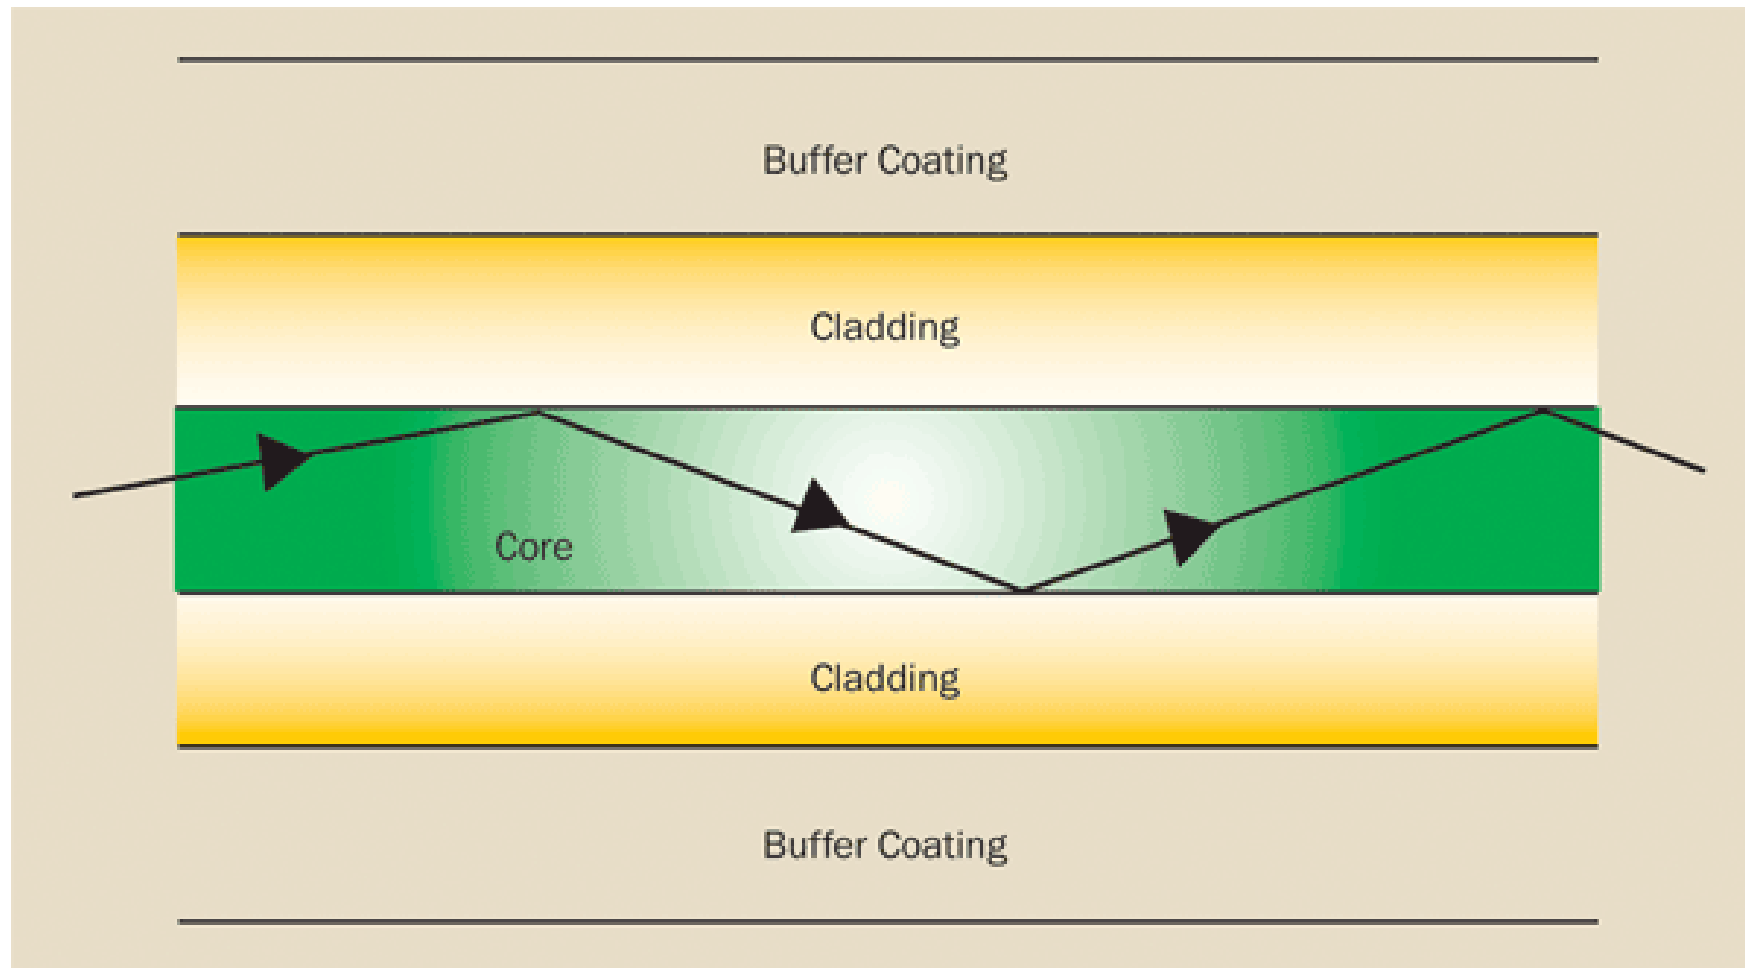 Buffer Coating
Cladding
Core
Cladding
Buffer Coating